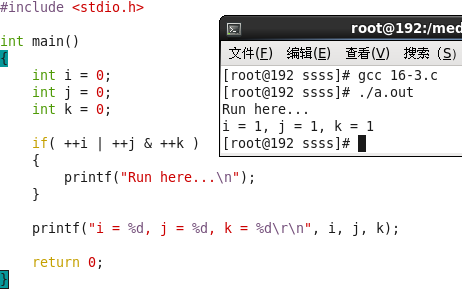 #include <stdio.h>
int main()
{
    int i = 0;
    int j = 0;
    int k = 0;
    if( ++i | ++j & ++k )
    {
        printf("Run here...\n");
    }
    printf("i = %d, j = %d, k = %d\r\n", i, j, k);
    return 0;
}
root@192:/med
文件(F) 编辑(E) 查看(V) 搜索 (S)
[root@192 ssss]# gcc 16-3.c
[root@192 ssss]# ./a.out
Run here...
i = 1, j = 1, k = 1
[root@192 ssss]#